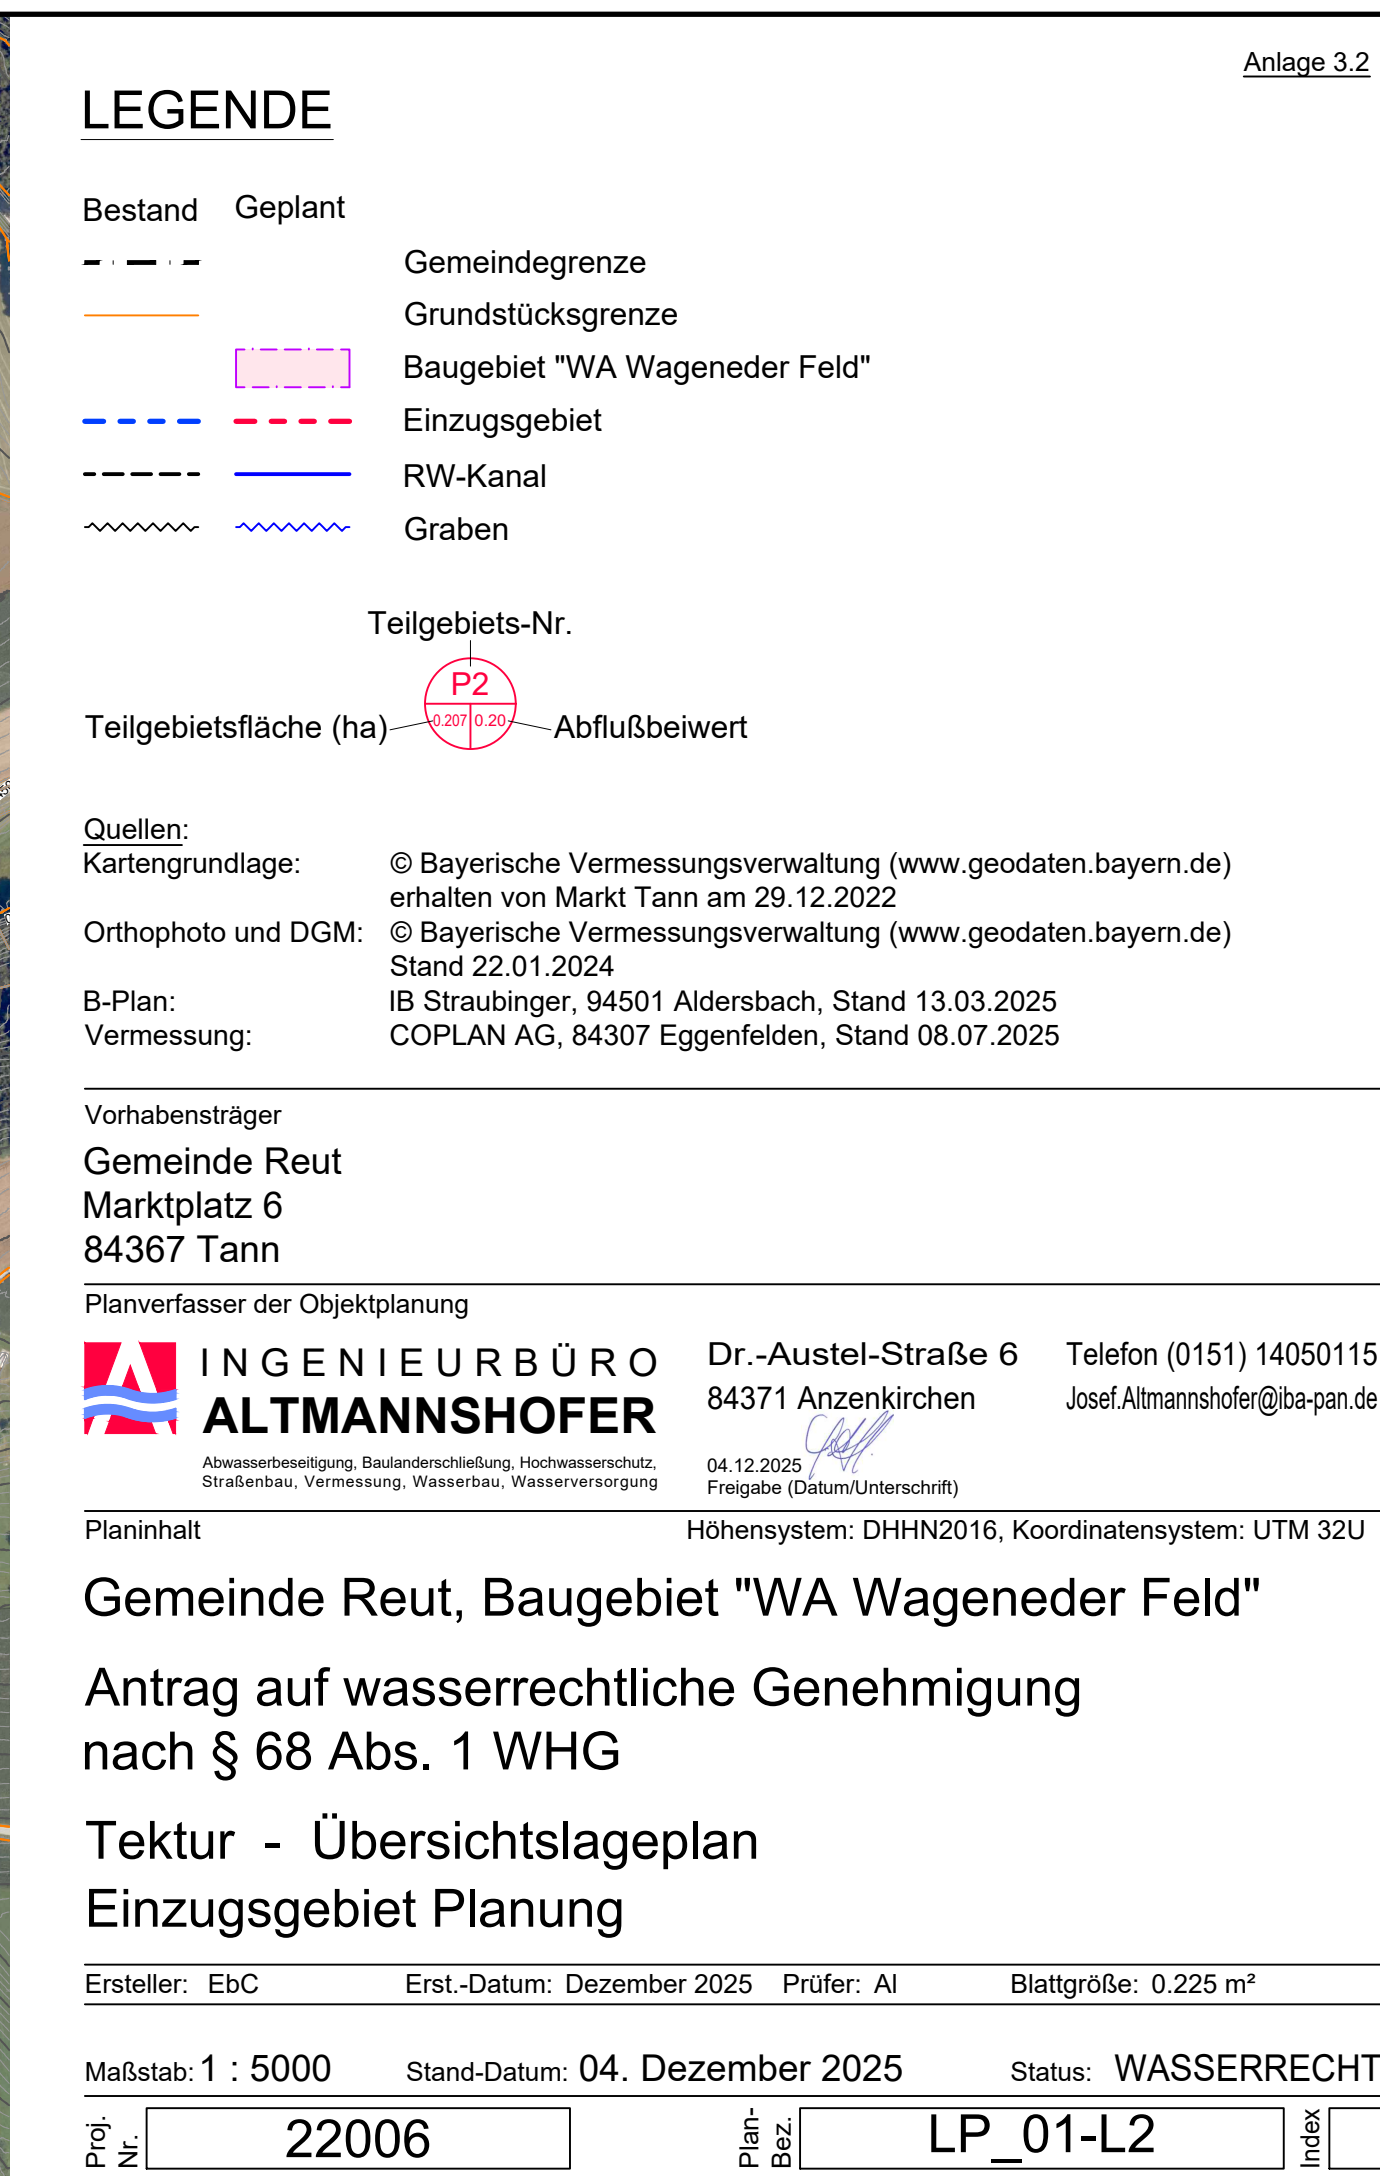 Anlage 3.2
LEGENDE
Bestand Geplant
Gemeindegrenze
Grundstücksgrenze
Baugebiet "WA Wageneder Feld"
Einzugsgebiet
RW-Kanal
Graben
Teilgebiets-Nr.
P2
Teilgebietsfläche (ha) 0.207 0.20 Abflußbeiwert
Quellen:
Kartengrundlage: © Bayerische Vermessungsverwaltung (www.geodaten.bayern.de)
erhalten von Markt Tann am 29.12.2022
Orthophoto und DGM: © Bayerische Vermessungsverwaltung (www.geodaten.bayern.de)
Stand 22.01.2024
B-Plan: IB Straubinger, 94501 Aldersbach, Stand 13.03.2025
Vermessung: COPLAN AG, 84307 Eggenfelden, Stand 08.07.2025
Vorhabensträger
Gemeinde Reut
Marktplatz 6
84367 Tann
Planverfasser der Objektplanung
INGENIEURBÜRO
ALTMANNSHOFER
Abwasserbeseitigung, Baulanderschließung, Hochwasserschutz,
Straßenbau, Vermessung, Wasserbau, Wasserversorgung
Dr.-Austel-Straße 6 Telefon (0151) 14050115
84371 Anzenkirchen Josef.Altmannshofer@iba-pan.de
04.12.2025
Freigabe (Datum/Unterschrift)
Planinhalt Höhensystem: DHHN2016, Koordinatensystem: UTM 32U
Gemeinde Reut, Baugebiet "WA Wageneder Feld"
Antrag auf wasserrechtliche Genehmigung
nach § 68 Abs. 1 WHG
Tektur - Übersichtslageplan
Einzugsgebiet Planung
Ersteller: EbC Erst.-Datum: Dezember 2025 Prüfer: Al Blattgröße: 0.225 m²
Maßstab: 1 : 5000 Stand-Datum: 04. Dezember 2025 Status: WASSERRECHT
Proj. Nr. 22006 Plan-Bez. LP_01-L2 Index